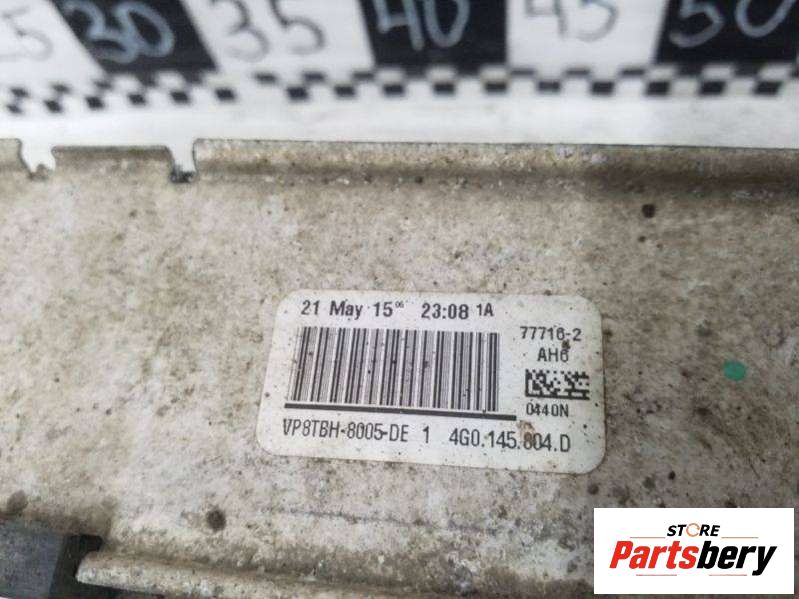 25 30 35 40 45 50
21 May 15 06 23:08 1A
77716-2
AH6
0440N
VP8TBH-8005-DE 1 4G0.145.804.D
STORE
Partsbery